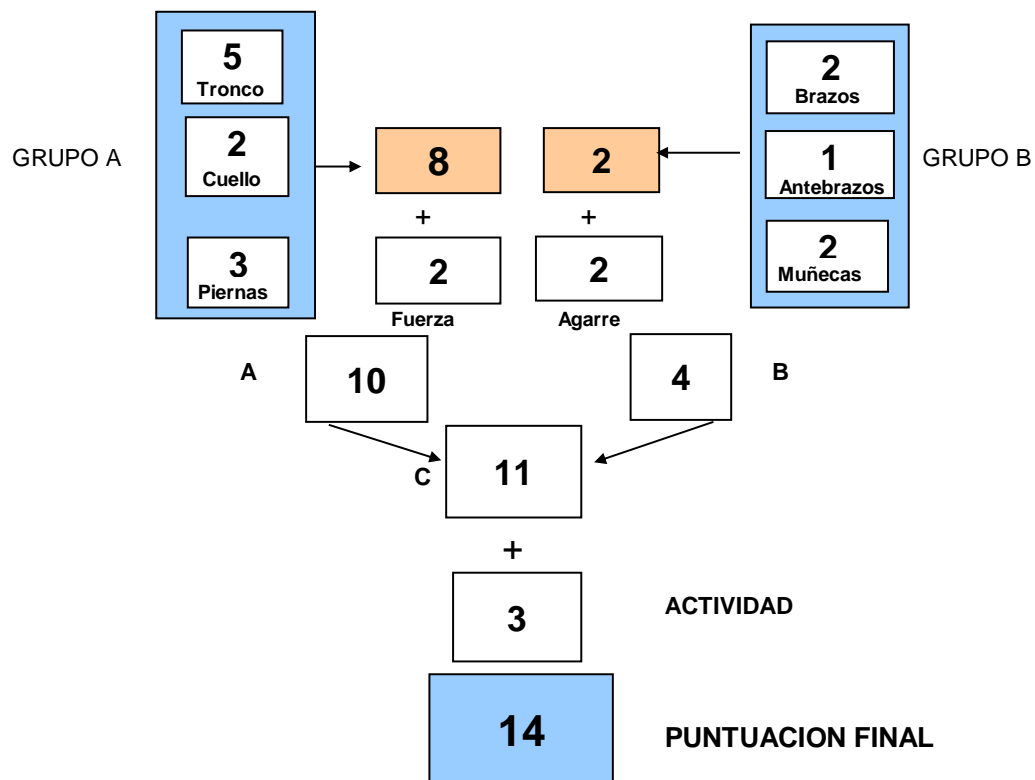 GRUPO A
5
Tronco
2
Cuello
3
Piernas
8
+
2
Fuerza
2
+
2
Agarre
2
Brazos
1
Antebrazos
2
Muñecas
GRUPO B
A
10
4
B
C
11
+
3
ACTIVIDAD
14
PUNTUACION FINAL